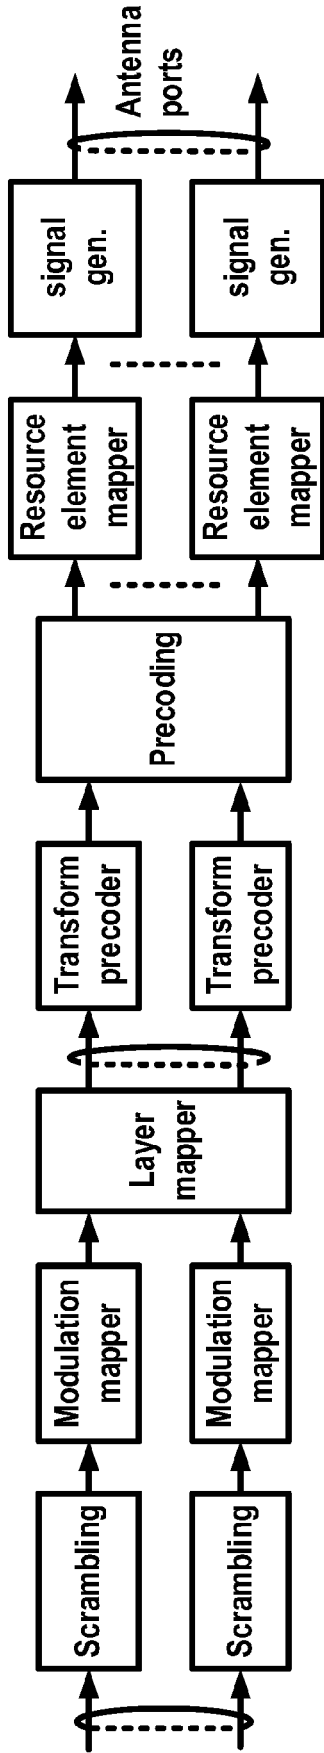 Scrambling
Scrambling
Modulation
mapper
Modulation
mapper
Layer
mapper
Transform
precoder
Transform
precoder
Precoding
Resource
element
mapper
Resource
element
mapper
signal
gen.
signal
gen.
Antenna
ports